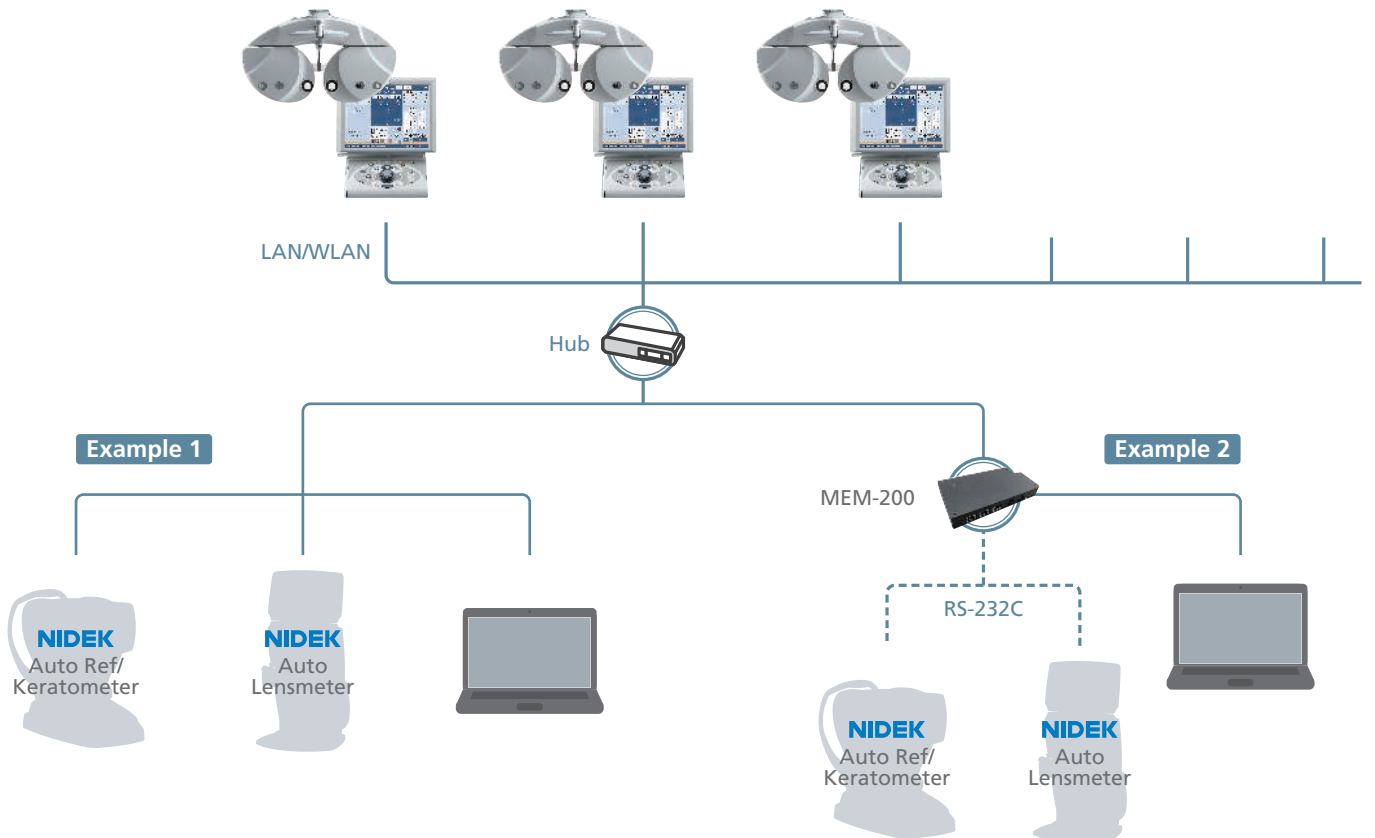 LAN/WLAN
Hub
Example 1
Example 2
MEM-200
RS-232C
NIDEK
Auto Ref/
Keratometer
NIDEK
Auto
Lensmeter
NIDEK
Auto Ref/
Keratometer
NIDEK
Auto
Lensmeter